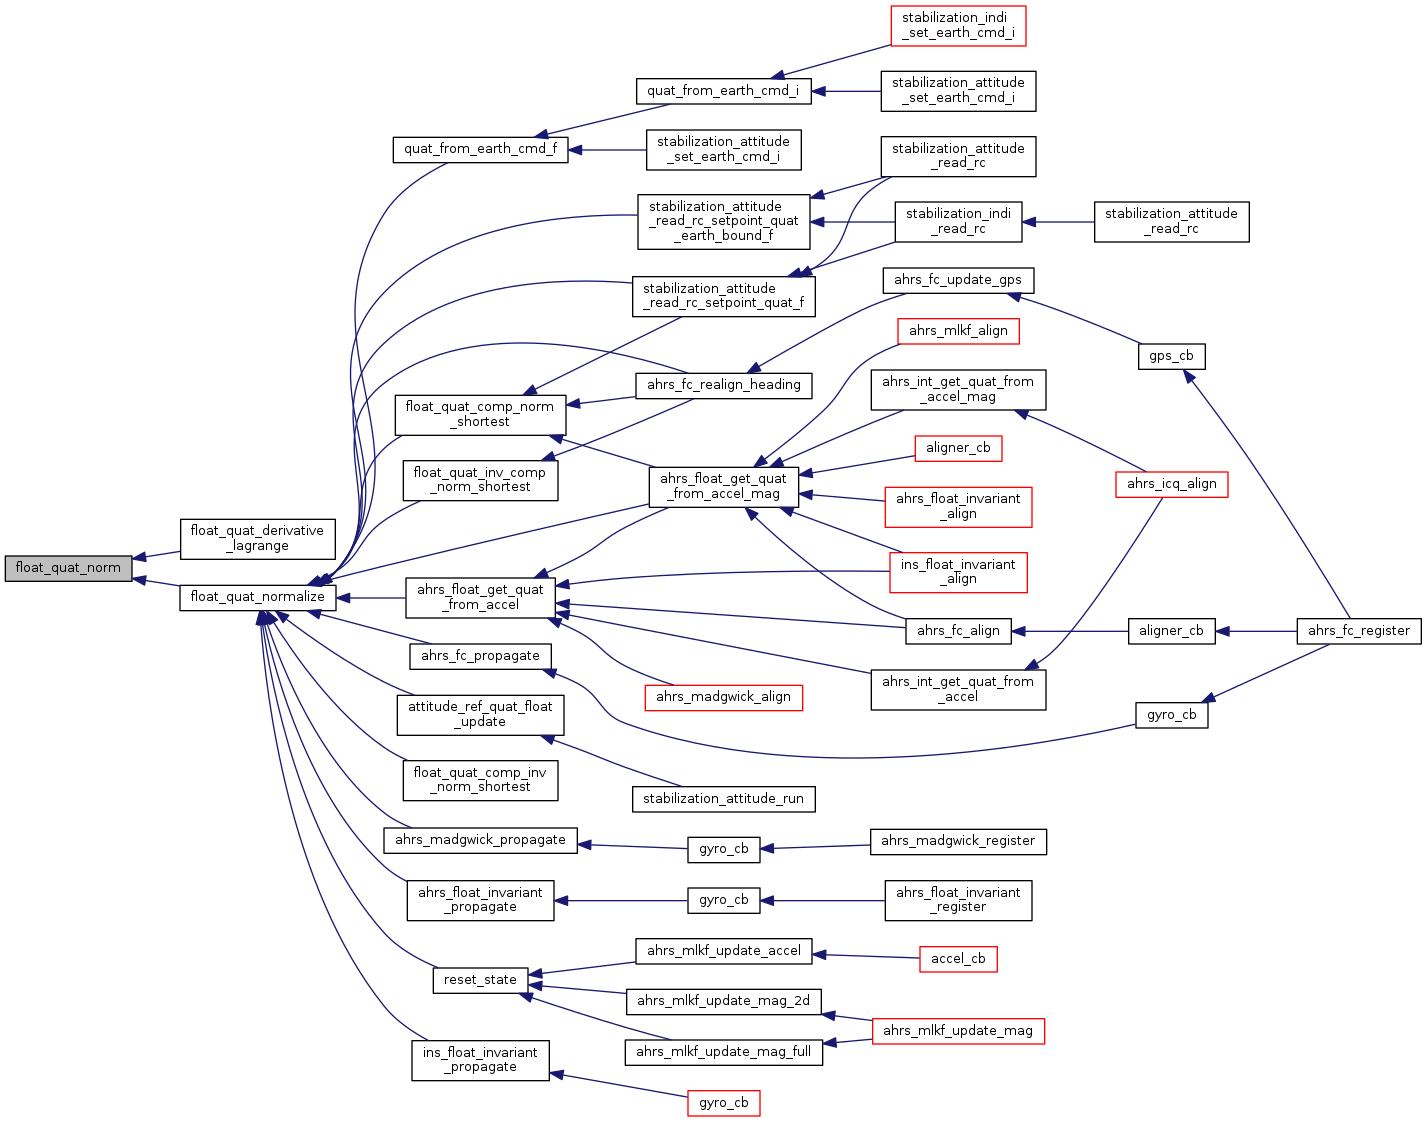 stabilization_indi
_set_earth_cmd_i
quat_from_earth_cmd_i
stabilization_attitude
_set_earth_cmd_i
quat_from_earth_cmd_f
stabilization_attitude
_set_earth_cmd_i
stabilization_attitude
_read_rc
stabilization_attitude
_read_rc_setpoint_quat
_earth_bound_f
stabilization_indi
_read_rc
stabilization_attitude
_read_rc
stabilization_attitude
_read_rc_setpoint_quat_f
ahrs_fc_update_gps
ahrs_mlkf_align
gps_cb
ahrs_fc_realign_heading
ahrs_int_get_quat_from
_accel_mag
float_quat_comp_norm
_shortest
aligner_cb
float_quat_inv_comp
_norm_shortest
ahrs_float_get_quat
_from_accel_mag
ahrs_icq_align
ahrs_float_invariant
_align
float_quat_derivative
_lagrange
float_quat_norm
ins_float_invariant
_align
float_quat_normalize
ahrs_float_get_quat
_from_accel
ahrs_fc_align
aligner_cb
ahrs_fc_register
ahrs_fc_propagate
ahrs_int_get_quat_from
_accel
ahrs_madgwick_align
attitude_ref_quat_float
_update
gyro_cb
float_quat_comp_inv
_norm_shortest
stabilization_attitude_run
ahrs_madgwick_propagate
gyro_cb
ahrs_madgwick_register
ahrs_float_invariant
_propagate
gyro_cb
ahrs_float_invariant
_register
ahrs_mlkf_update_accel
accel_cb
reset_state
ahrs_mlkf_update_mag_2d
ahrs_mlkf_update_mag
ahrs_mlkf_update_mag_full
ins_float_invariant
_propagate
gyro_cb